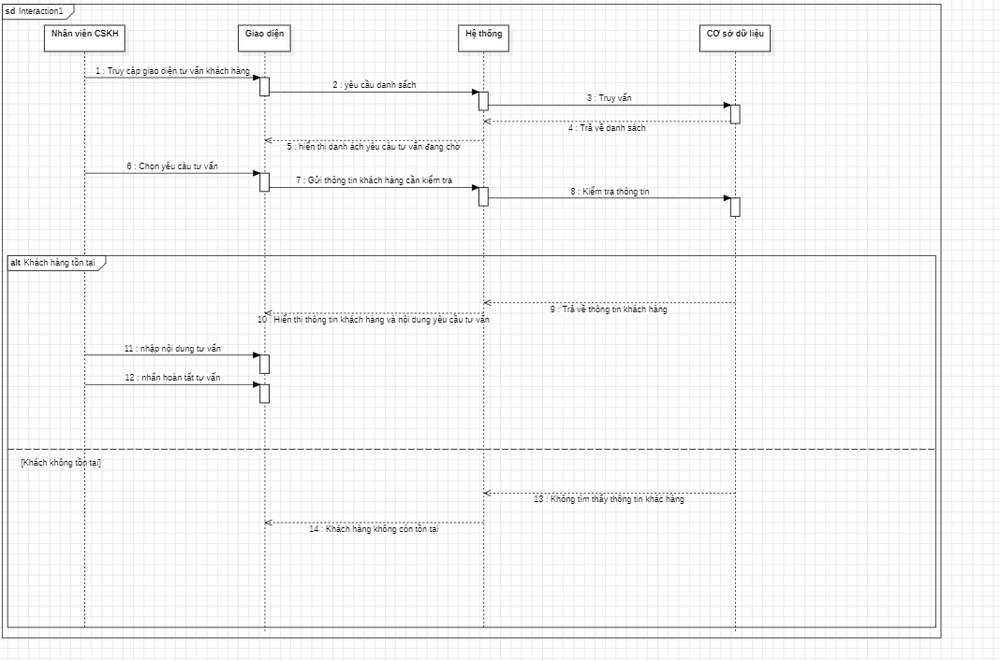 sd Interaction1
Nhân viên CSKH
Giao diện
Hệ thống
CƠ sở dữ liệu
1 : Truy cập giao diện tư vấn khách hàng
2 : yêu cầu danh sách
3 : Truy vấn
4 : Trả về danh sách
5 : hiển thị danh ách yêu cầu tư vấn đang chờ
6 : Chọn yêu cầu tư vấn
7 : Gửi thông tin khách hàng cần kiểm tra
8 : Kiểm tra thông tin
alt Khách hàng tồn tại
9 : Trả về thông tin khách hàng
10 : Hiển thị thông tin khách hàng và nội dung yêu cầu tư vấn
11 : nhập nội dung tư vấn
12 : nhấn hoàn tất tự vấn
[Khách không tồn tại]
13 : Không tìm thấy thông tin khác hàng
14 : Khách hàng không còn tồn tại